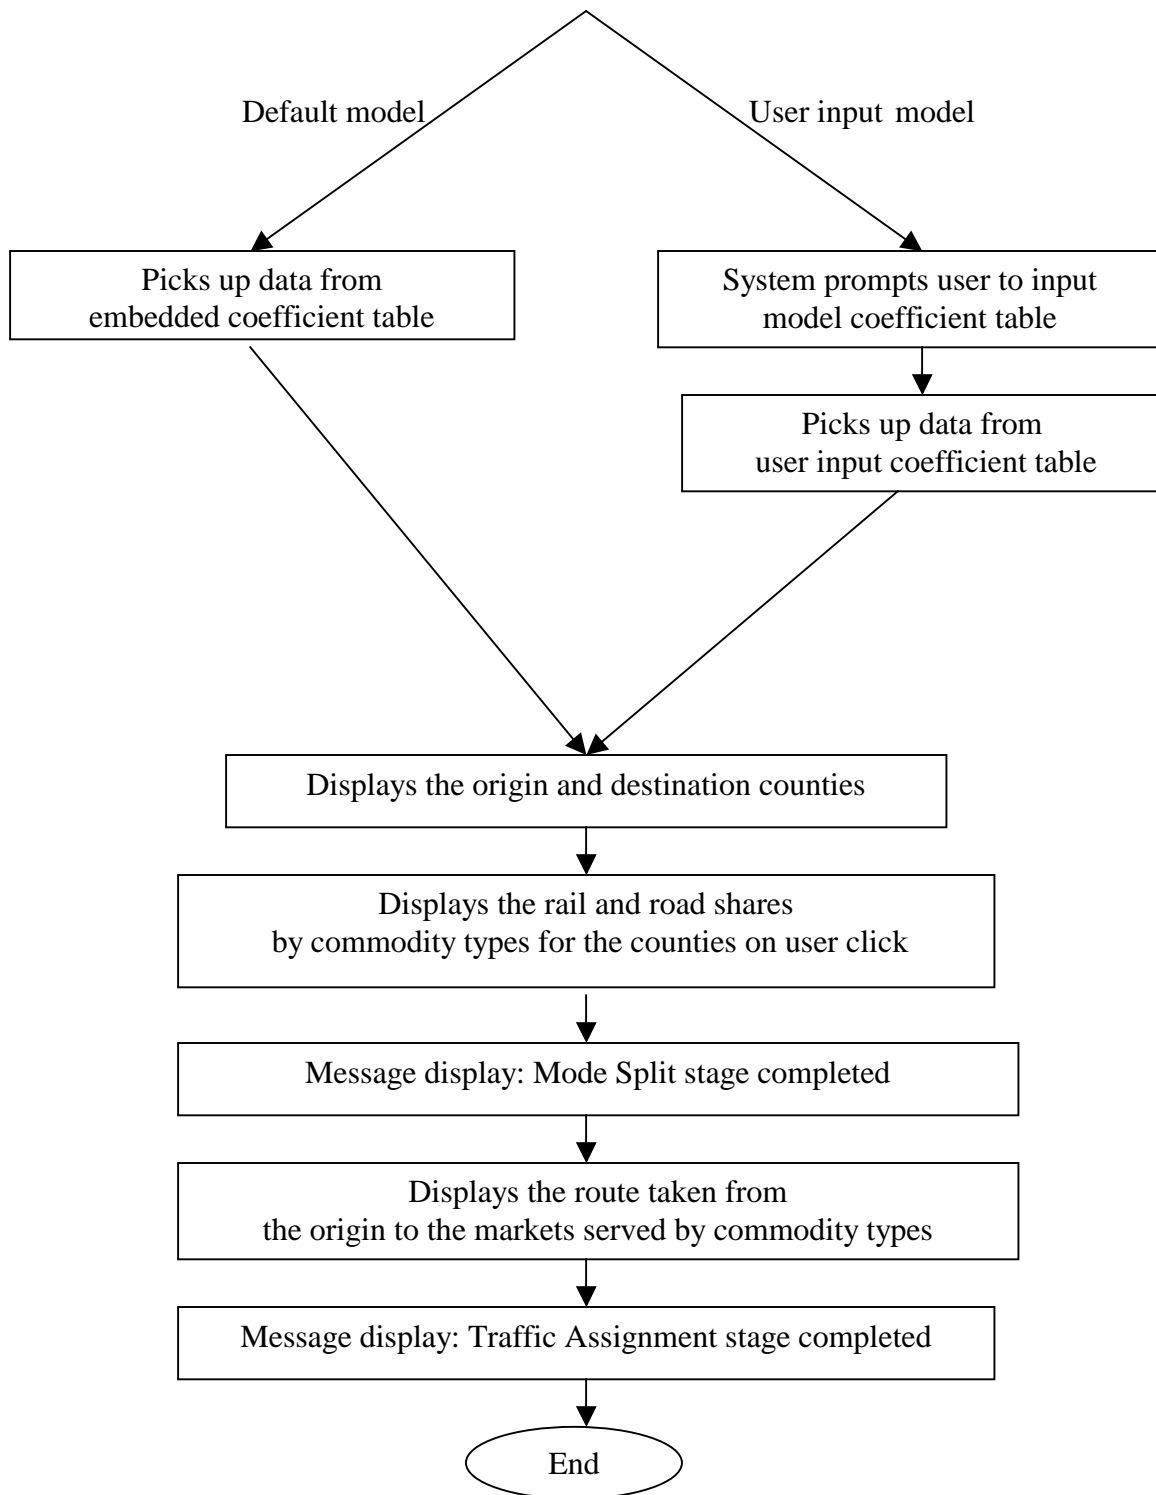 Default model
User input model
Picks up data from
embedded coefficient table
System prompts user to input
model coefficient table
Picks up data from
user input coefficient table
Displays the origin and destination counties
Displays the rail and road shares
by commodity types for the counties on user click
Message display: Mode Split stage completed
Displays the route taken from
the origin to the markets served by commodity types
Message display: Traffic Assignment stage completed
End